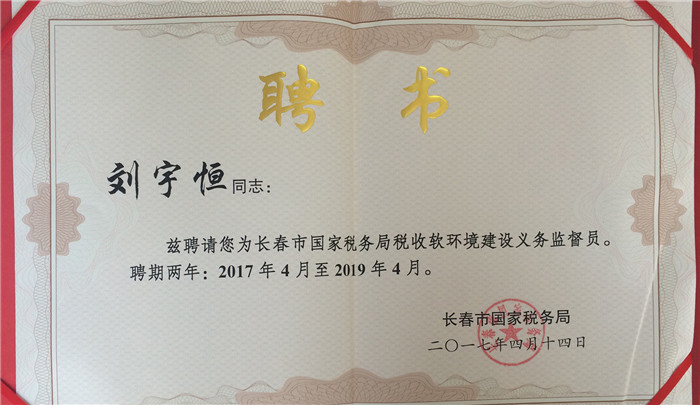 聘书
刘宇恒同志：
兹聘请您为长春市国家税务局税收软环境建设义务监督员。
聘期两年：2017年4月至2019年4月。
长春市国家税务局
二〇一七年四月十四日